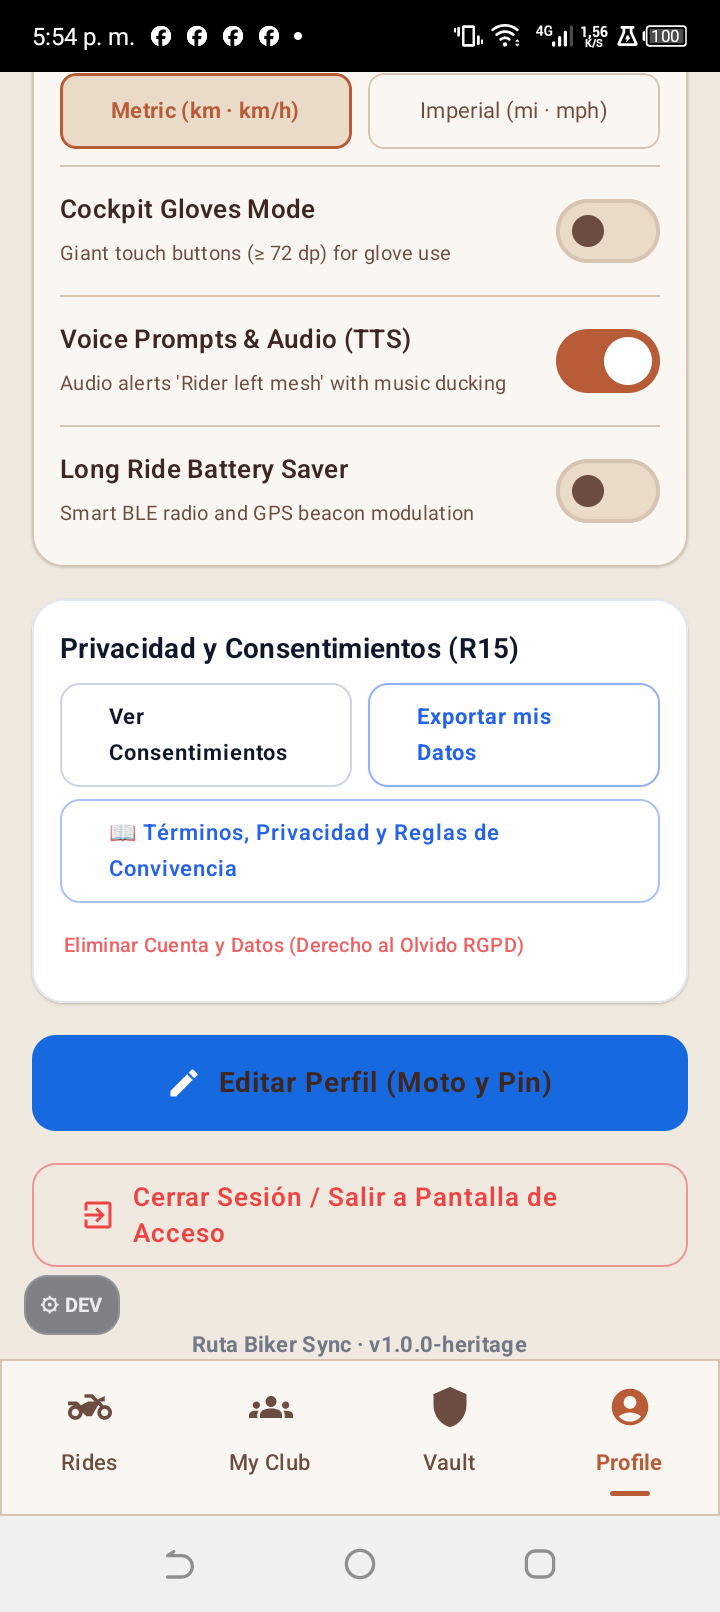 5:54 p. m.
4G
1,56
K/S
100
Metric (km · km/h)
Imperial (mi · mph)
Cockpit Gloves Mode
Giant touch buttons (≥ 72 dp) for glove use
Voice Prompts & Audio (TTS)
Audio alerts 'Rider left mesh' with music ducking
Long Ride Battery Saver
Smart BLE radio and GPS beacon modulation
Privacidad y Consentimientos (R15)
Ver
Consentimientos
Exportar mis
Datos
📖 Términos, Privacidad y Reglas de
Convivencia
Eliminar Cuenta y Datos (Derecho al Olvido RGPD)
Editar Perfil (Moto y Pin)
Cerrar Sesión / Salir a Pantalla de
Acceso
⚙ DEV
Ruta Biker Sync · v1.0.0-heritage
Rides
My Club
Vault
Profile